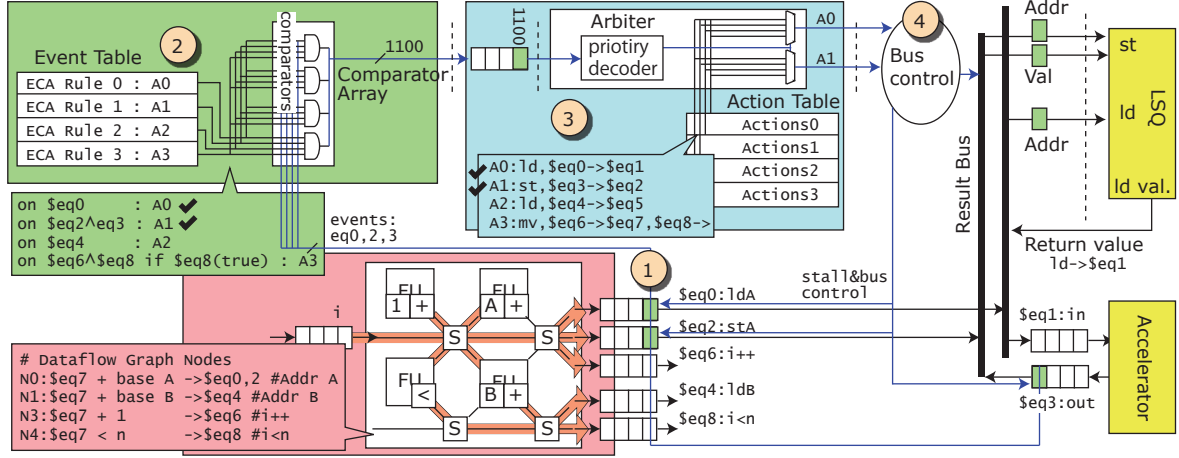 Event Table
2
ECA Rule 0 : A0
ECA Rule 1 : A1
ECA Rule 2 : A2
ECA Rule 3 : A3
comparators
1100
Comparator
Array
1100
Arbiter
priotiry
decoder
A0
A1
3
Action Table
Actions0
Actions1
Actions2
Actions3
A0:ld,$eq0->$eq1
A1:st,$eq3->$eq2
A2:ld,$eq4->$eq5
A3:mv,$eq6->$eq7,$eq8->
4
Bus
control
Result Bus
Addr
Val
Addr
st
ld
LSQ
ld val.
Return value
ld->$eq1
on $eq0 : A0
on $eq2^eq3 : A1
on $eq4 : A2
on $eq6^$eq8 if $eq8(true) : A3
events:
eq0,2,3
1
stall&bus
control
i
FU
1 +
FU
A +
S
S
FU
<
FU
B +
S
S
$eq0:ldA
$eq2:stA
$eq6:i++
$eq4:ldB
$eq8:i<n
$eq1:in
$eq3:out
Accelerator
# Dataflow Graph Nodes
N0:$eq7 + base A ->$eq0,2 #Addr A
N1:$eq7 + base B ->$eq4 #Addr B
N3:$eq7 + 1 ->$eq6 #i++
N4:$eq7 < n ->$eq8 #i<n